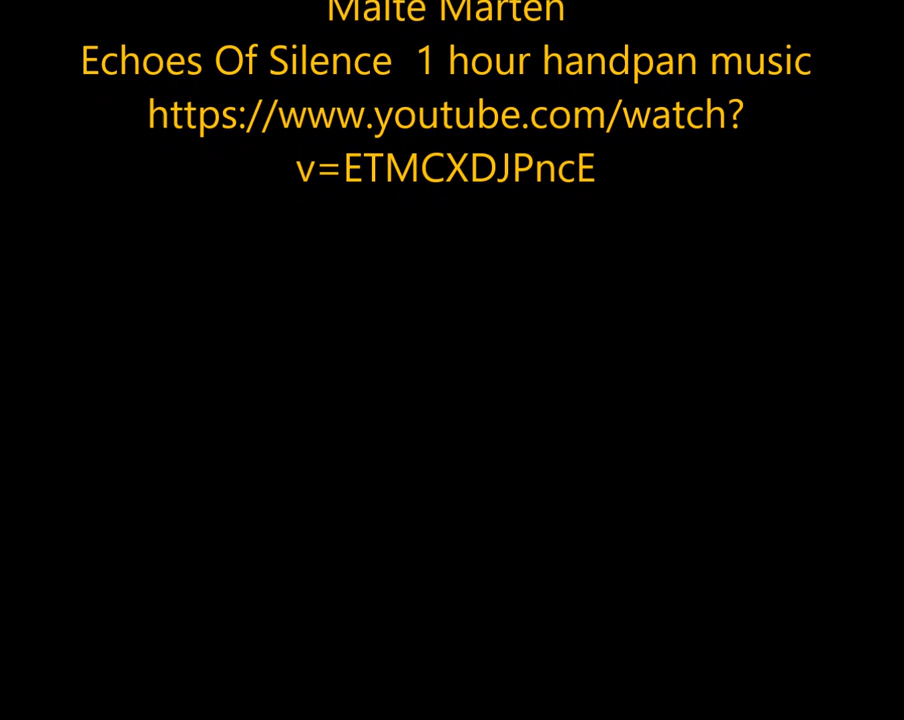 Malte Marten
Echoes Of Silence  1 hour handpan music
https://www.youtube.com/watch?
v=ETMCXDJPncE